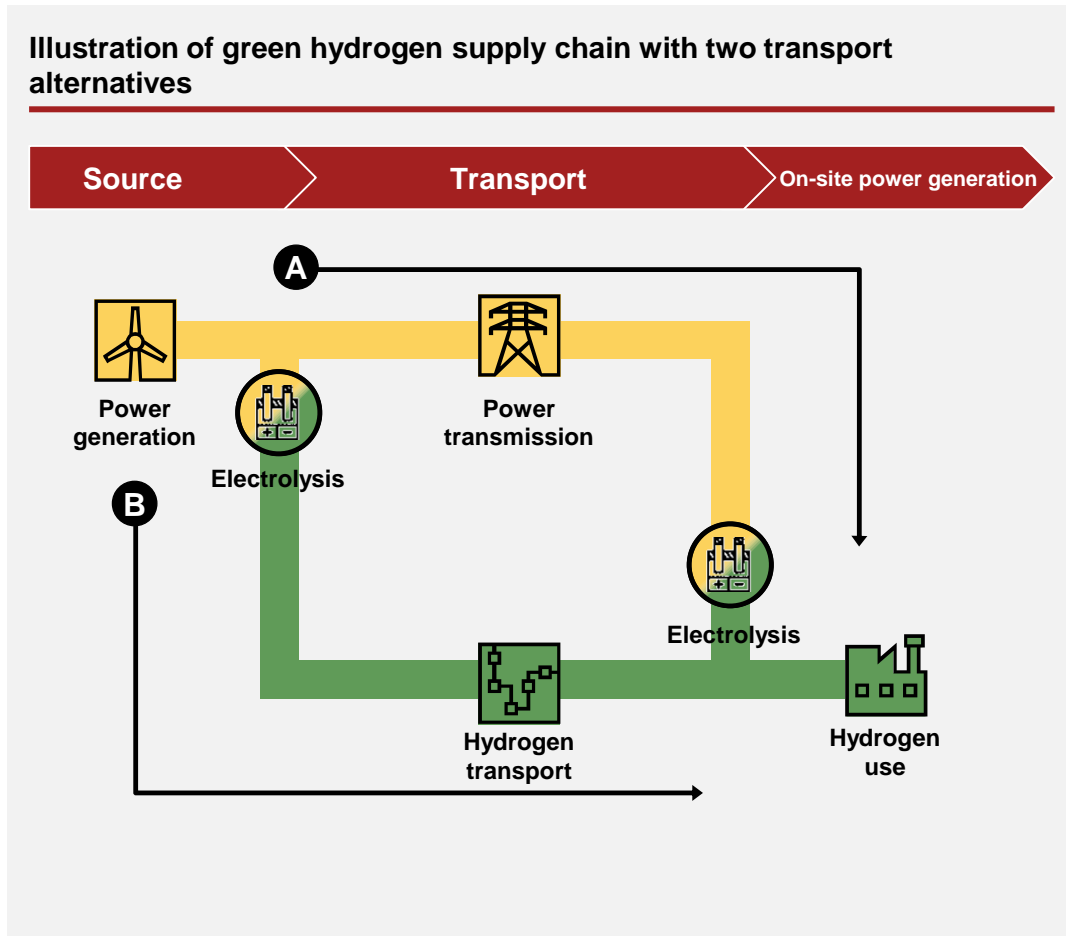 Illustration of green hydrogen supply chain with two transport
alternatives
Source
Transport
On-site power generation
A
Power
generation
Power
transmission
Electrolysis
B
Electrolysis
Hydrogen
transport
Hydrogen
use